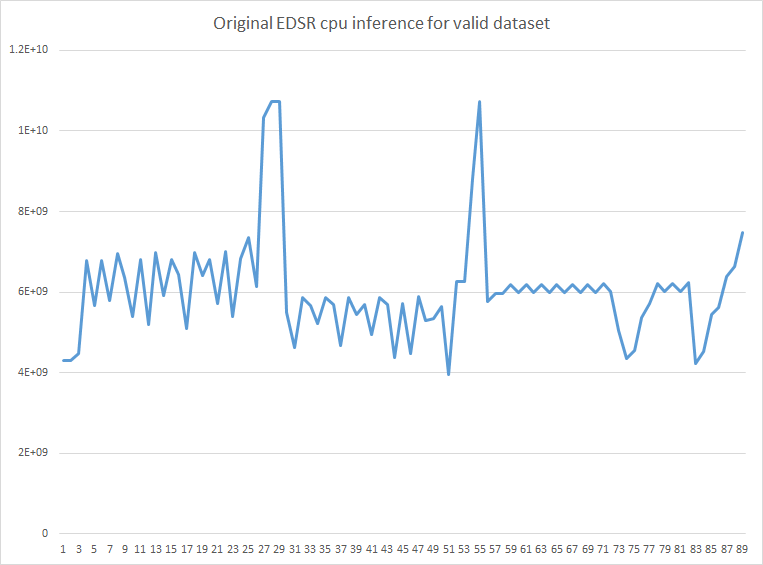 Original EDSR cpu inference for valid dataset
1.2E+10
1E+10
8E+09
6E+09
4E+09
2E+09
0
1 3 5 7 9 11 13 15 17 19 21 23 25 27 29 31 33 35 37 39 41 43 45 47 49 51 53 55 57 59 61 63 65 67 69 71 73 75 77 79 81 83 85 87 89